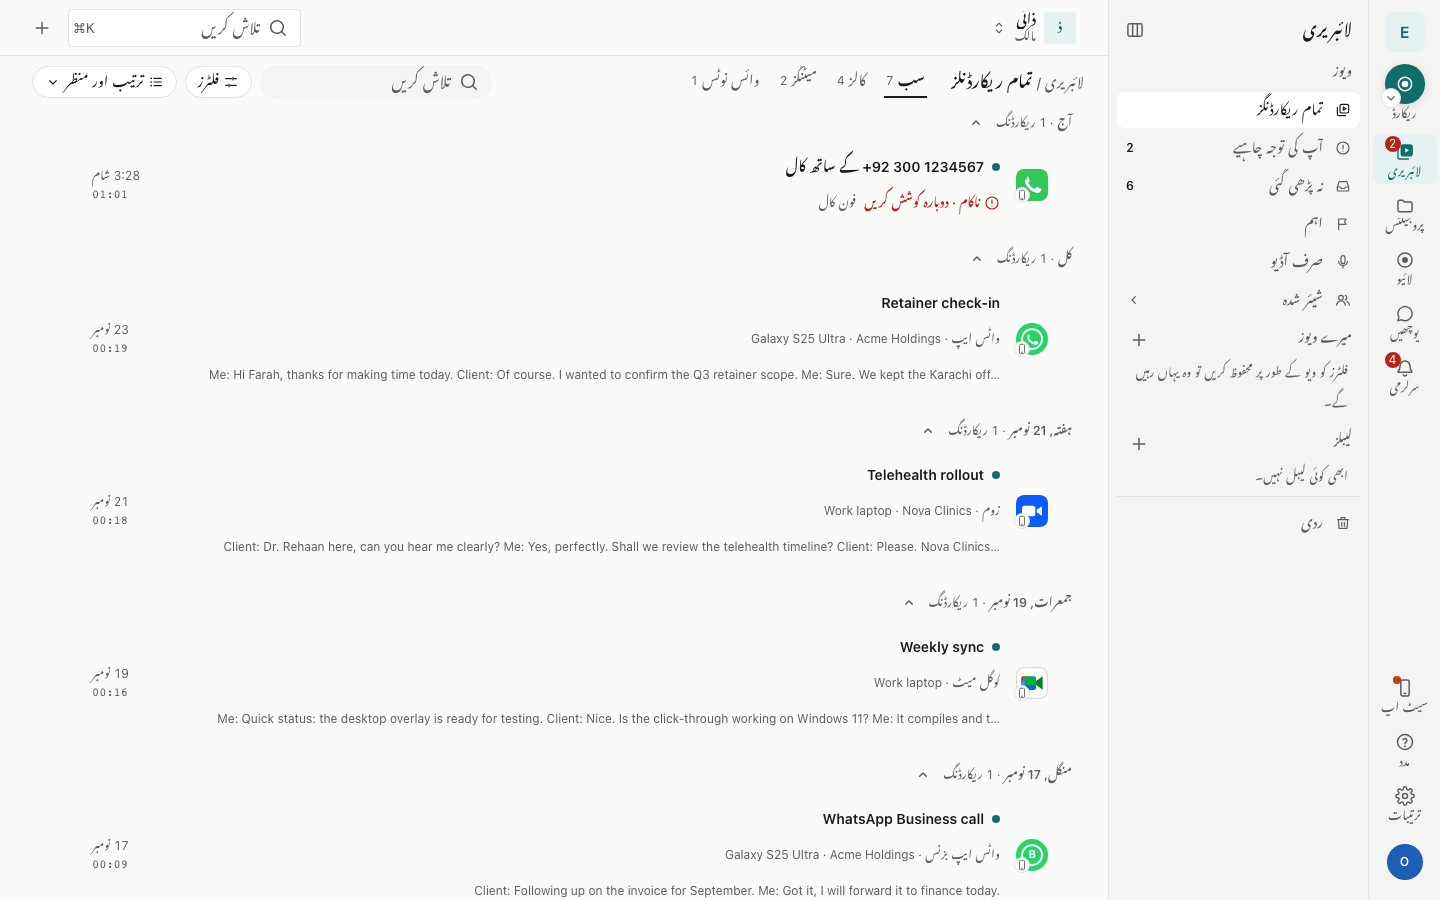 E
ریکارڈ
2
لائبریری
پروجیکٹس
لائیو
پوچھیں
4
سرگرمی
سیٹ اپ
مدد
ترتیبات
O
لائبریری
ویوز
تمام ریکارڈنگز
آپ کی توجہ چاہیے 2
نہ پڑھی گئی 6
اہم
صرف آڈیو
شیئر شدہ
میرے ویوز
فلٹرز کو ویو کے طور پر محفوظ کریں تو وہ یہاں رہیں
گے۔
لیبلز
ابھی کوئی لیبل نہیں۔
ردی
ذ
ذاتی
مالک
تلاش کریں ⌘K
لائبریری / تمام ریکارڈنگز
سب 7 کالز 4 میٹنگز 2 وائس نوٹس 1
تلاش کریں
فلٹرز
ترتیب اور منظر
آج · 1 ریکارڈنگ
+92 300 1234567 کے ساتھ کال
ناکام · دوبارہ کوشش کریں فون کال
3:28 شام
01:01
کل · 1 ریکارڈنگ
Retainer check-in
واٹس ایپ · Galaxy S25 Ultra · Acme Holdings
Me: Hi Farah, thanks for making time today. Client: Of course. I wanted to confirm the Q3 retainer scope. Me: Sure. We kept the Karachi off...
23 نومبر
00:19
ہفتہ, 21 نومبر · 1 ریکارڈنگ
Telehealth rollout
زوم · Work laptop · Nova Clinics
Client: Dr. Rehaan here, can you hear me clearly? Me: Yes, perfectly. Shall we review the telehealth timeline? Client: Please. Nova Clinics...
21 نومبر
00:18
جمعرات, 19 نومبر · 1 ریکارڈنگ
Weekly sync
گوگل میٹ · Work laptop
Me: Quick status: the desktop overlay is ready for testing. Client: Nice. Is the click-through working on Windows 11? Me: It compiles and t...
19 نومبر
00:16
منگل, 17 نومبر · 1 ریکارڈنگ
WhatsApp Business call
B
واٹس ایپ بزنس · Galaxy S25 Ultra · Acme Holdings
Client: Following up on the invoice for September. Me: Got it, I will forward it to finance today.
17 نومبر
00:09